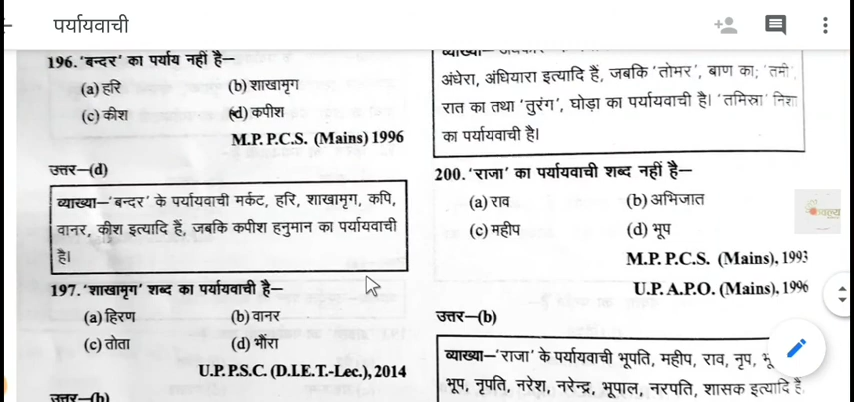 पर्यायवाची
196. 'बन्दर' का पर्याय नहीं है–
(a) हरि (b) शाखामृग
(c) कीश (d) कपीश
M.P. P.C.S. (Mains) 1996
उत्तर–(d)
व्याख्या–'बन्दर' के पर्यायवाची मर्कट, हरि, शाखामृग, कपि,
वानर, कीश इत्यादि हैं, जबकि कपीश हनुमान का पर्यायवाची
है।
197. 'शाखामृग' शब्द का पर्यायवाची है–
(a) हिरण (b) वानर
(c) तोता (d) भौंरा
U.P. P.S.C. (D.I.E.T.-Lec.), 2014
उत्तर–(b)
अंधेरा, अंधियारा इत्यादि हैं, जबकि 'तोमर', बाण का; 'तमी',
रात का तथा 'तुरंग', घोड़ा का पर्यायवाची है। 'तमिस्रा' निशा
का पर्यायवाची है।
200. 'राजा' का पर्यायवाची शब्द नहीं है–
(a) राव (b) अभिजात
(c) महीप (d) भूप
M.P. P.C.S. (Mains), 1993
U.P. A.P.O. (Mains), 1996
उत्तर–(b)
व्याख्या–'राजा' के पर्यायवाची भूपति, महीप, राव, नृप,
भूप, नृपति, नरेश, नरेन्द्र, भूपाल, नरपति, शासक इत्यादि हैं,